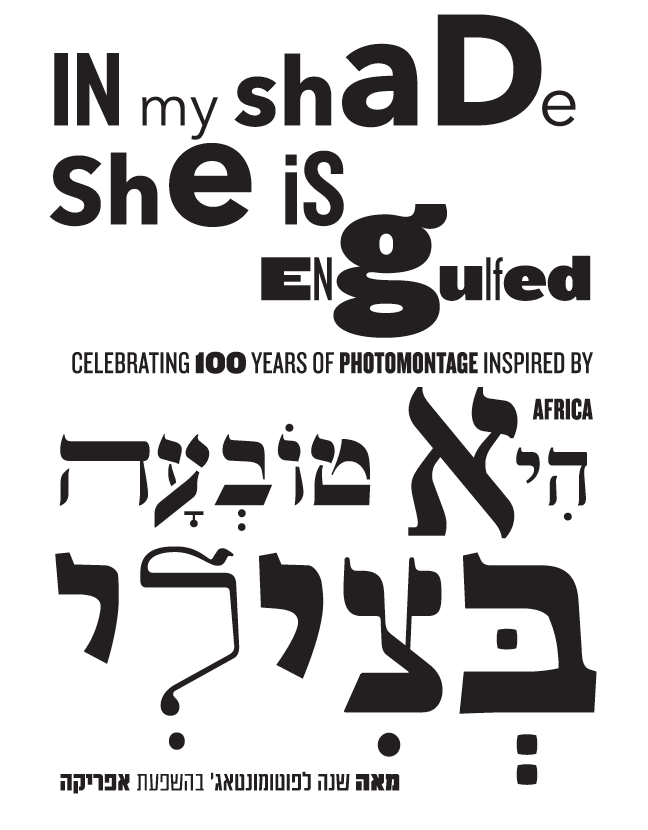 IN my shaDe
She iS
ENgulfed
CELEBRATING 100 YEARS OF PHOTOMONTAGE INSPIRED BY
AFRICA
הִיא טוֹבְעָה
בְּצִילִי
מאה שנה לפוטומונטאג' בהשפעת אפריקה